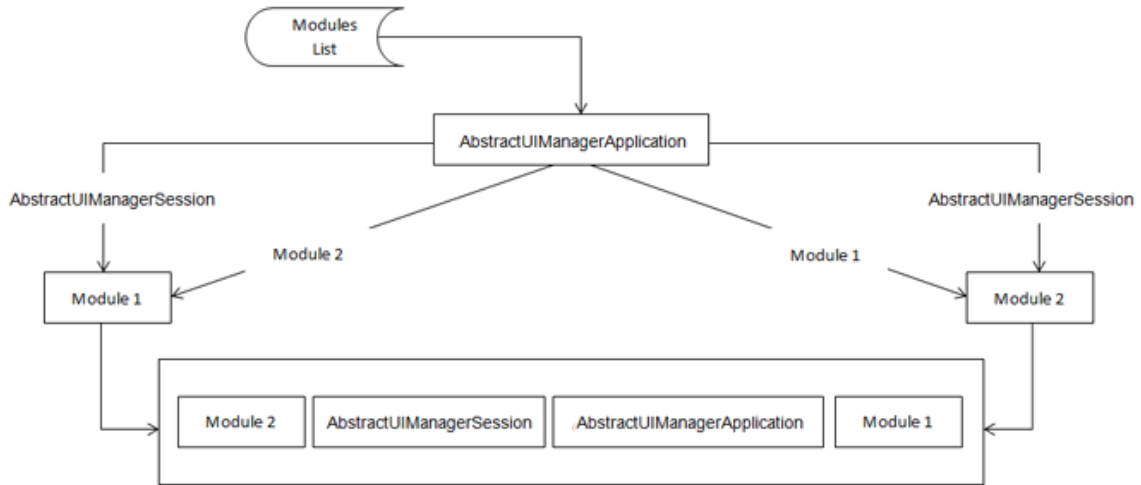 Modules
List
AbstractUIManagerApplication
AbstractUIManagerSession
AbstractUIManagerSession
Module 2
Module 1
Module 1
Module 2
Module 2
AbstractUIManagerSession
AbstractUIManagerApplication
Module 1